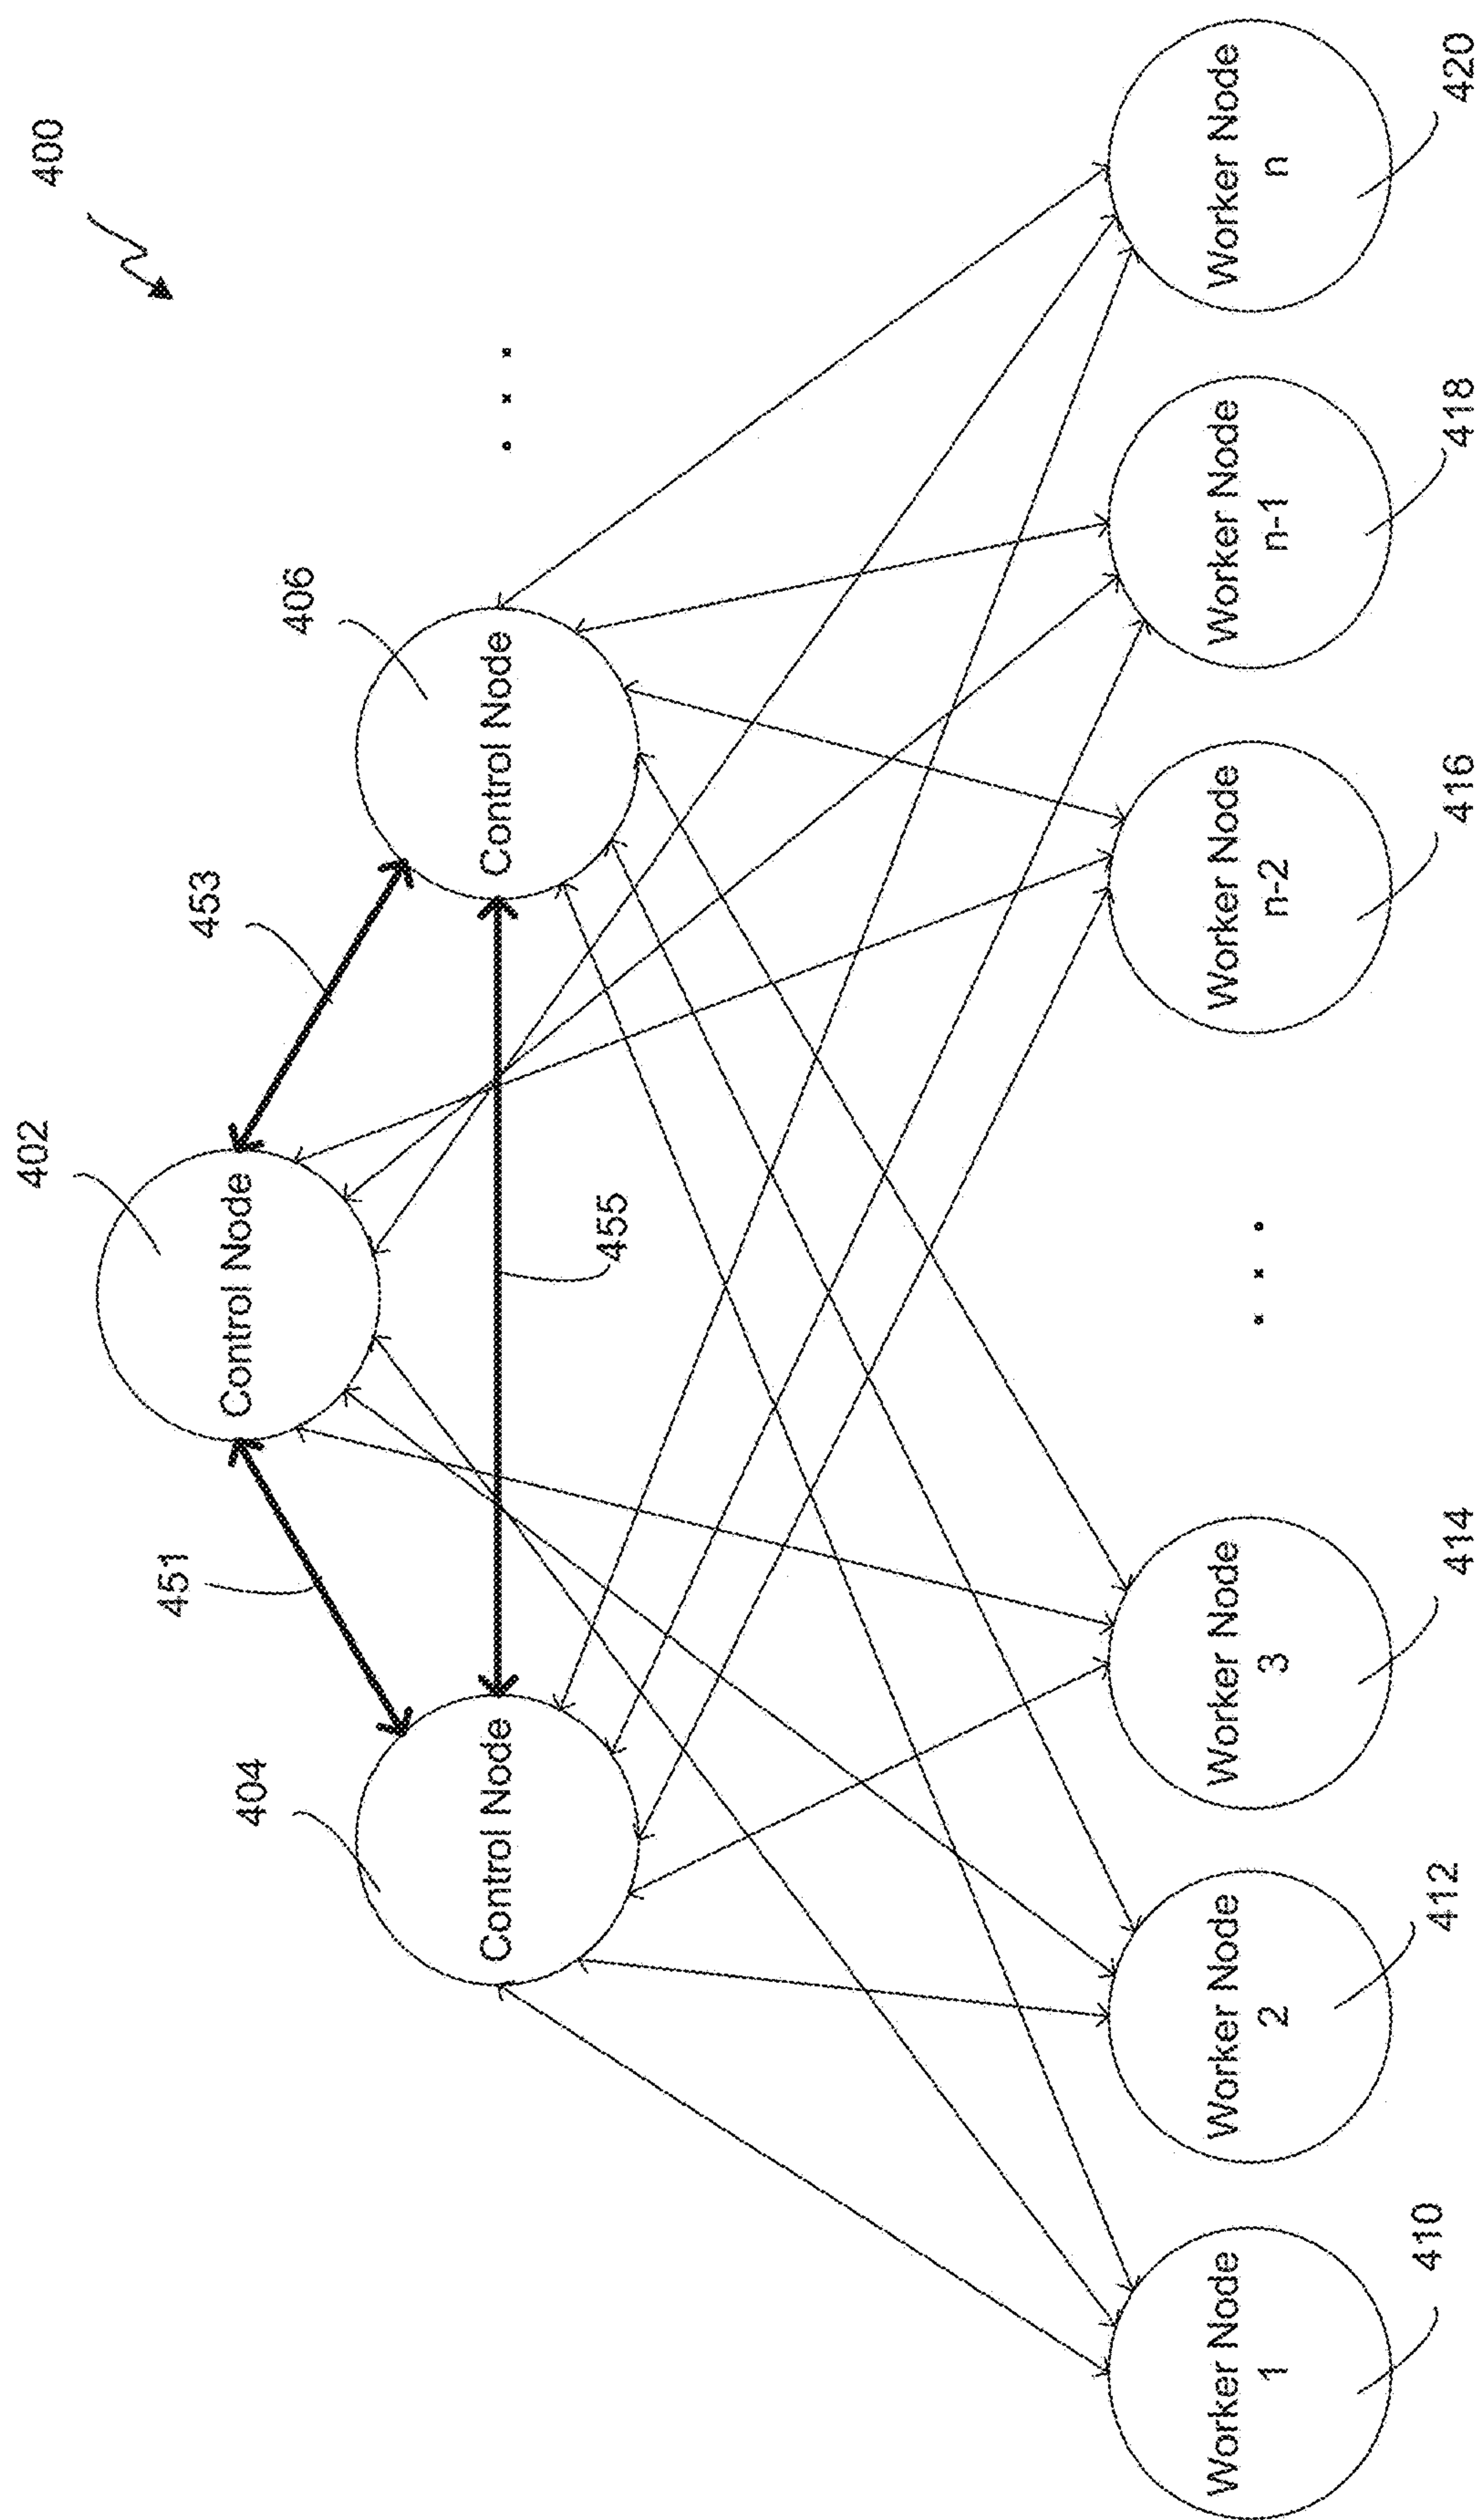 400
402
Control Node
451
453
404
Control Node
406
Control Node
. . .
455
Worker Node
1
410
Worker Node
2
412
Worker Node
3
414
. . .
Worker Node
n-2
416
Worker Node
n-1
418
Worker Node
n
420